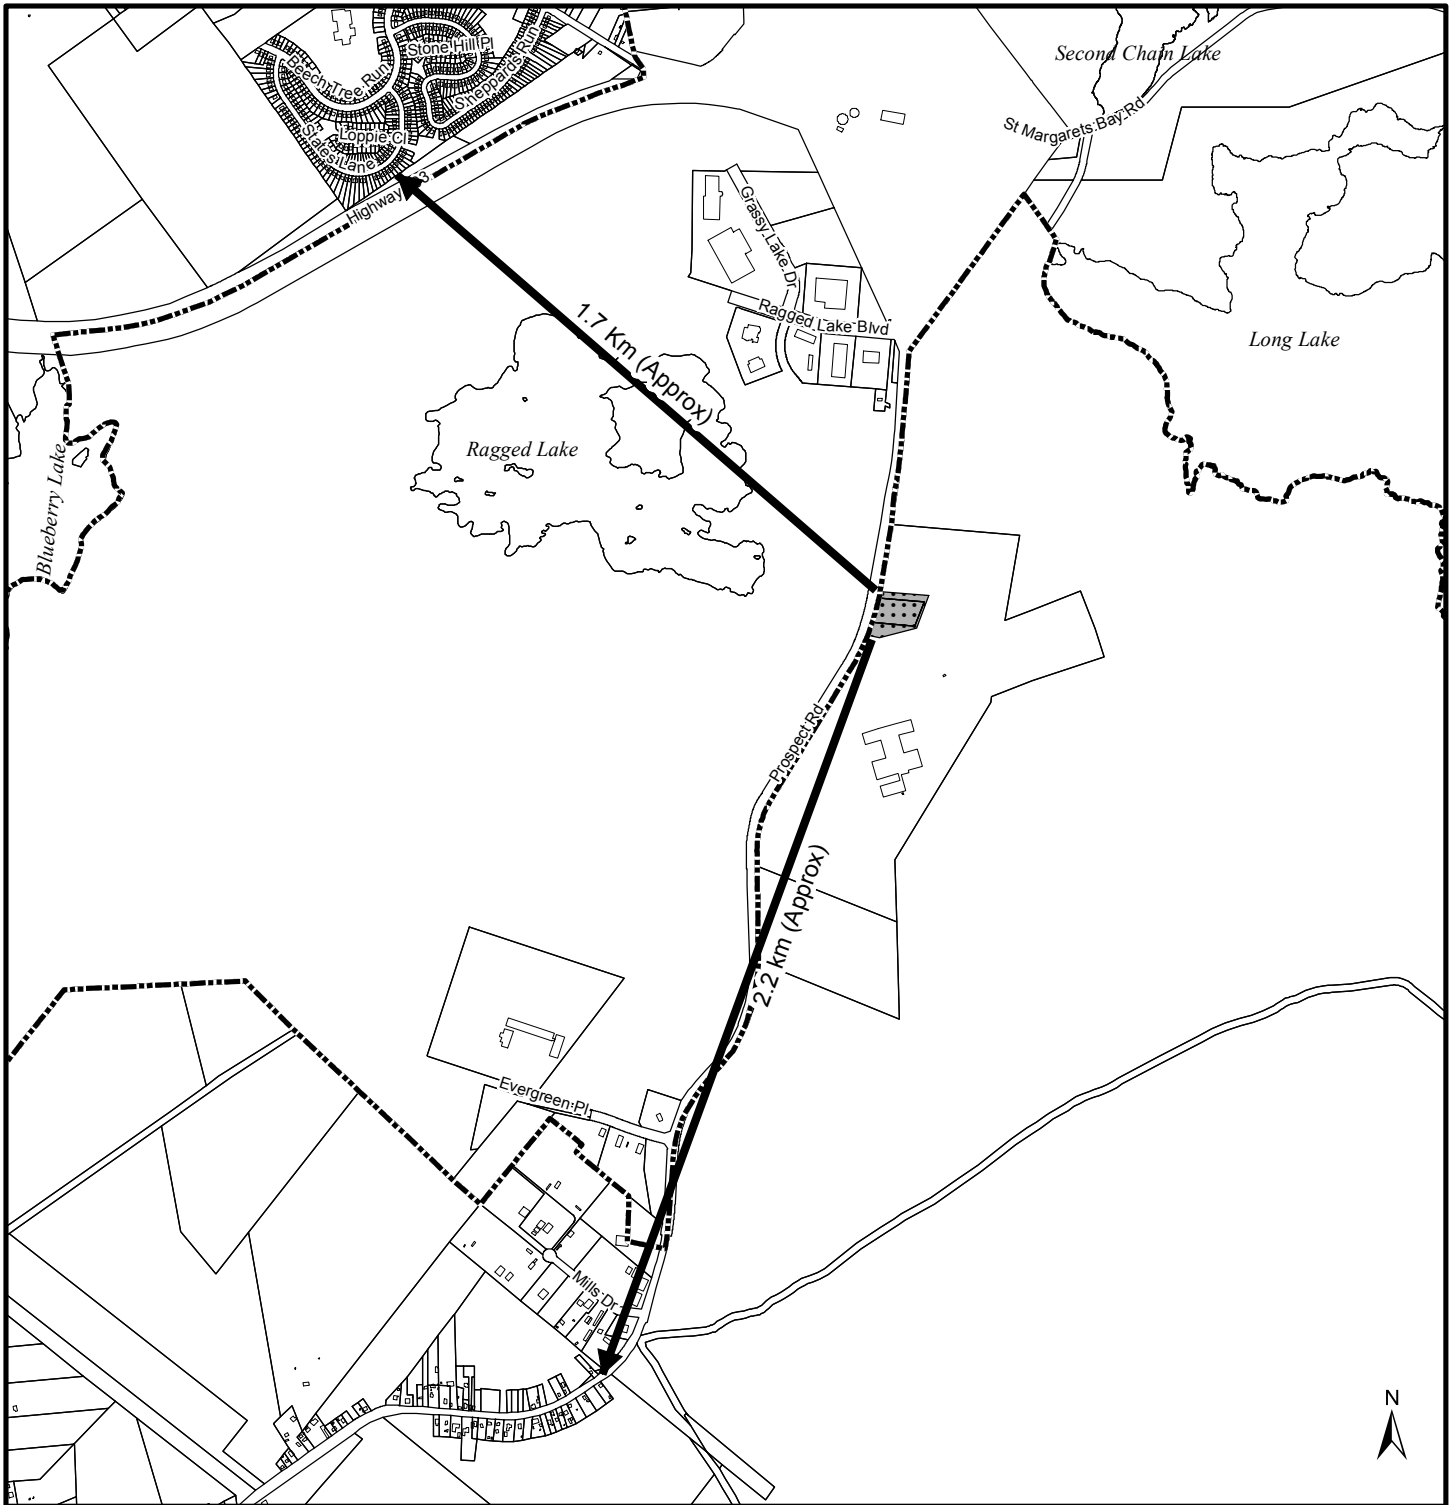 Stone Hill Pl
Second Chain Lake
Beech Tree Run
Sheppards Run
St Margarets Bay Rd
Loppie Cl
Slates Lane
Highway
3
Grassy Lake Dr
Ragged Lake Blvd
1.7 Km (Approx)
Long Lake
Ragged Lake
Blueberry Lake
Prospect Rd
2.2 km (Approx)
Evergreen Pl
Mills Dr
N